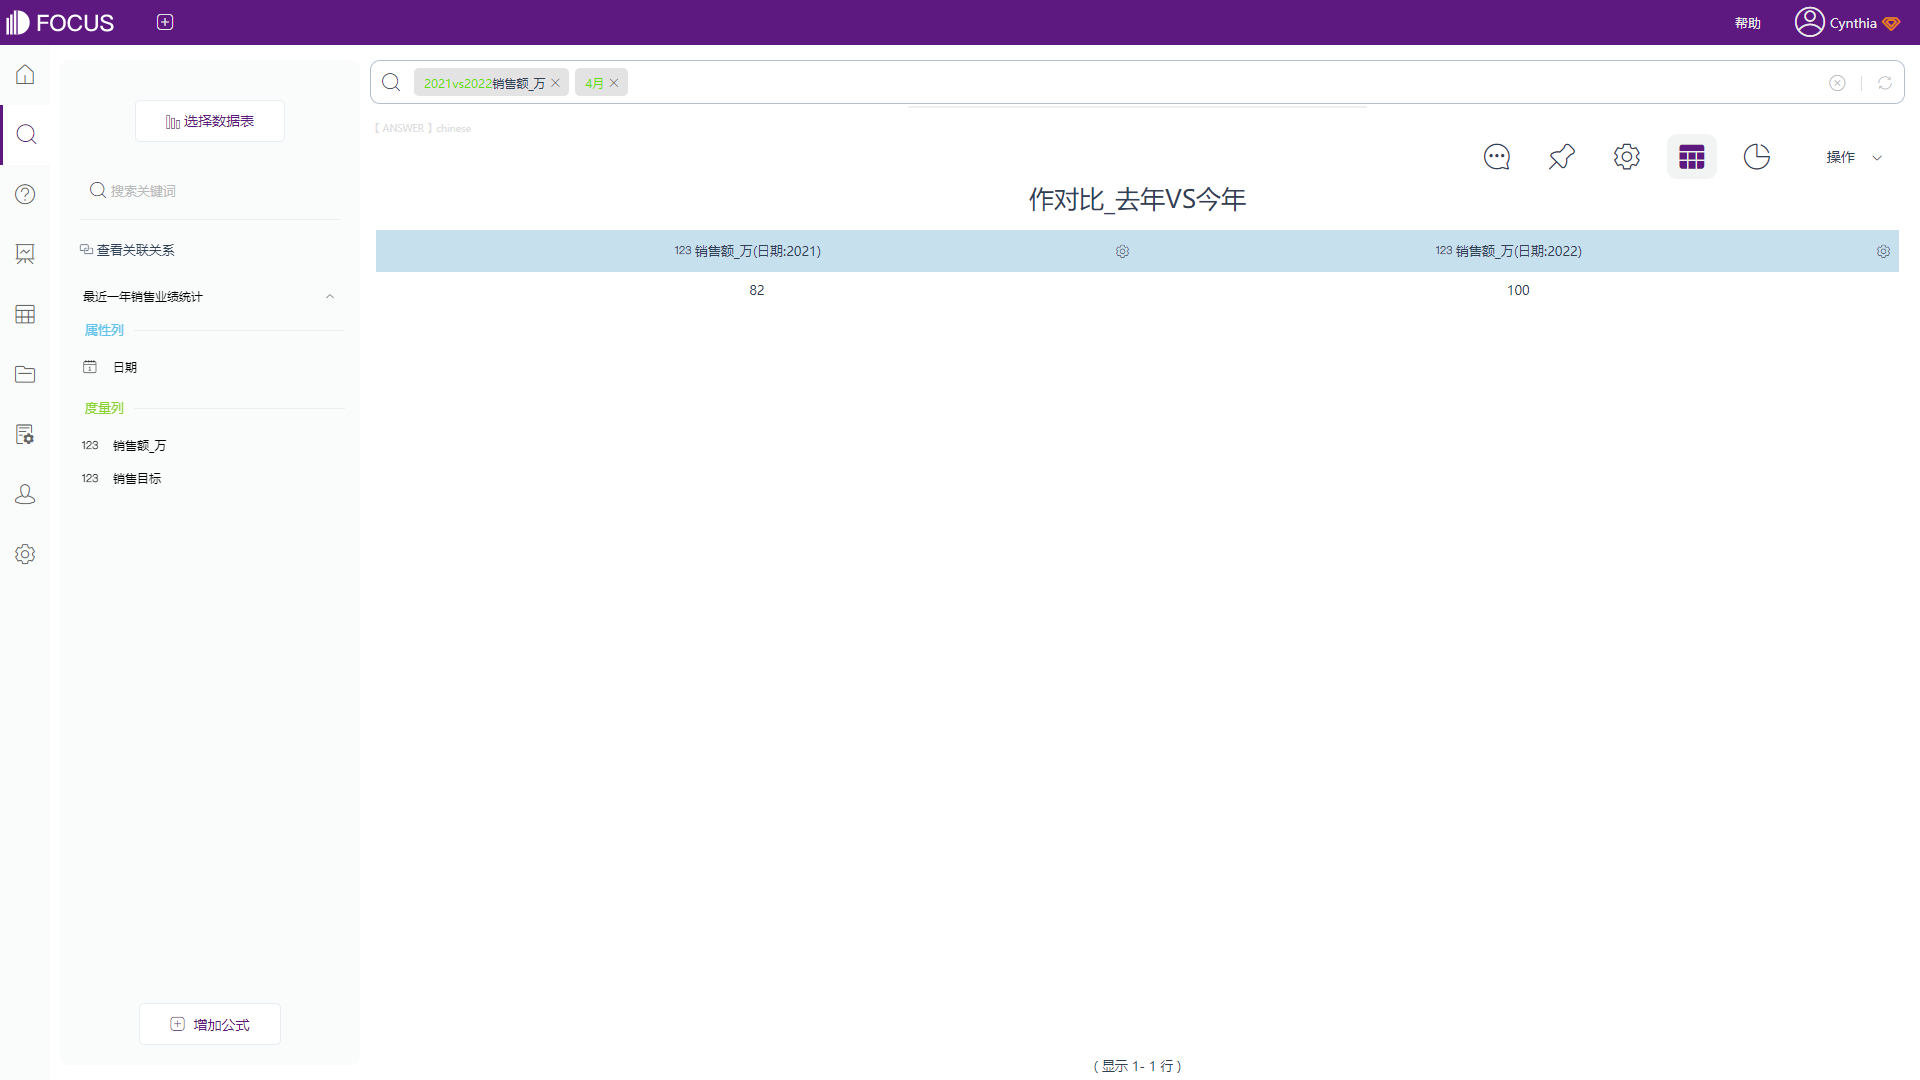 FOCUS
帮助
Cynthia
2021vs2022销售额_万
4月
选择数据表
【 ANSWER 】chinese
操作
搜索关键词
作对比_去年VS今年
查看关联关系
123 销售额_万(日期:2021)
123 销售额_万(日期:2022)
82
100
最近一年销售业绩统计
属性列
日期
度量列
123 销售额_万
123 销售目标
增加公式
( 显示 1- 1 行 )